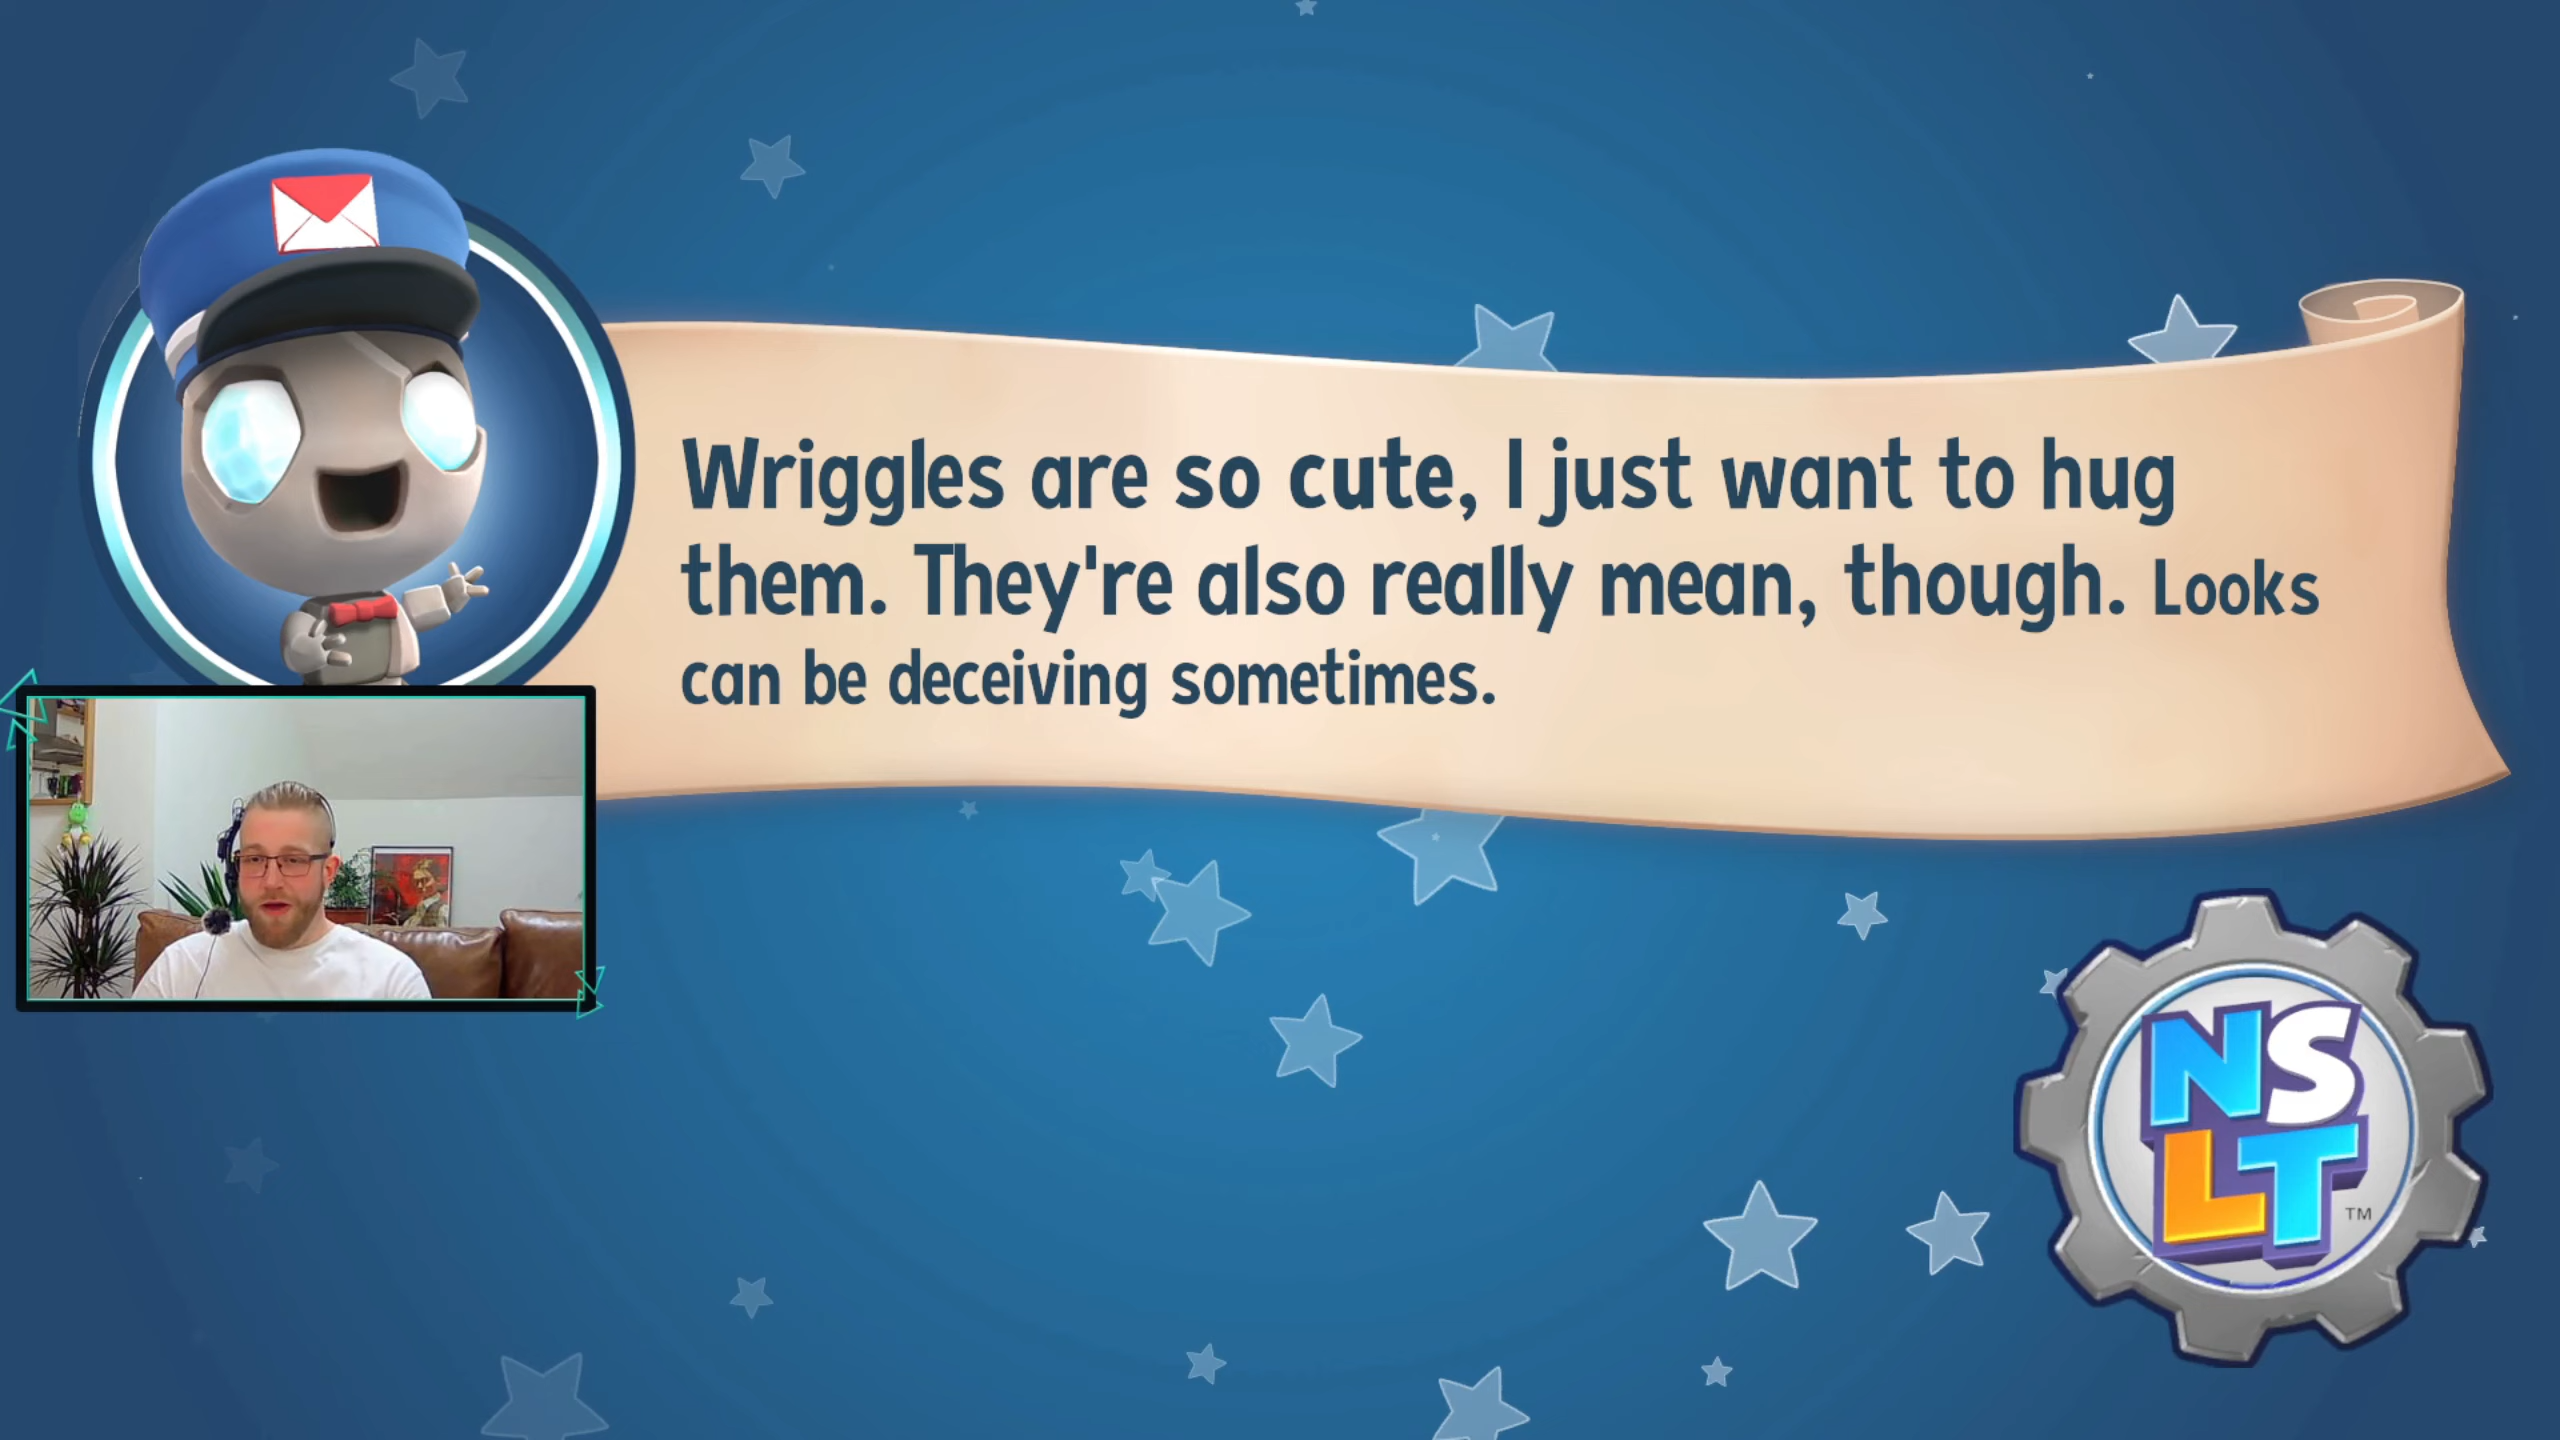 Wriggles are so cute, I just want to hug
them. They're also really mean, though. Looks
can be deceiving sometimes.
NS
LT
TM